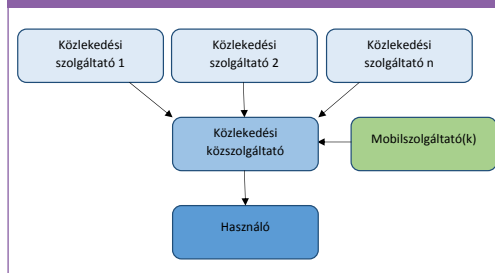 Közlekedési
szolgáltató 1
Közlekedési
szolgáltató 2
Közlekedési
szolgáltató n
Közlekedési
közszolgáltató
Mobilszolgáltató(k)
Használó